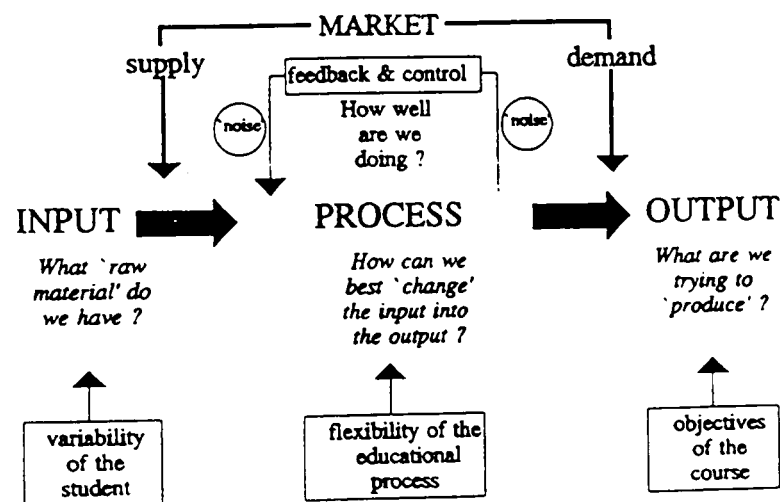 MARKET
supply
demand
feedback & control
`noise'
`noise'
How well
are we
doing ?
INPUT
PROCESS
OUTPUT
What `raw
material' do
we have ?
How can we
best `change'
the input into
the output ?
What are we
trying to
`produce' ?
variability
of the
student
flexibility of the
educational
process
objectives
of the
course